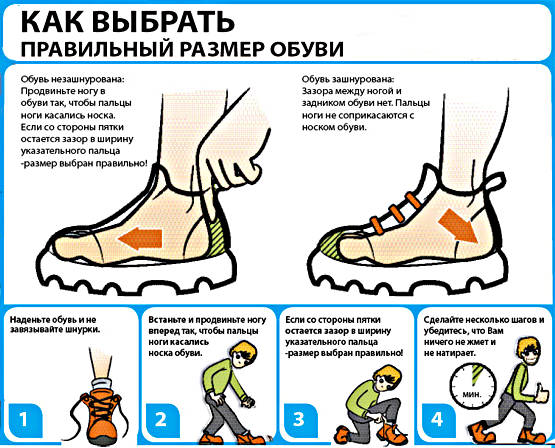 КАК ВЫБРАТЬ
ПРАВИЛЬНЫЙ РАЗМЕР ОБУВИ
Обувь незашнурована:
Продвиньте ногу в
обуви так, чтобы пальцы
ноги касались носка.
Если со стороны пятки
остается зазор в ширину
указательного пальца
-размер выбран правильно!
Обувь зашнурована:
Зазора между ногой и
задником обуви нет. Пальцы
ноги не соприкасаются с
носком обуви.
Наденьте обувь и не
завязывайте шнурки.
1
Встаньте и продвиньте ногу
вперед так, чтобы пальцы
ноги касались
носка обуви.
2
Если со стороны пятки
остается зазор в ширину
указательного пальца
-размер выбран правильно!
3
Сделайте несколько шагов и
убедитесь, что Вам
ничего не жмет и
не натирает.
5
мин.
4